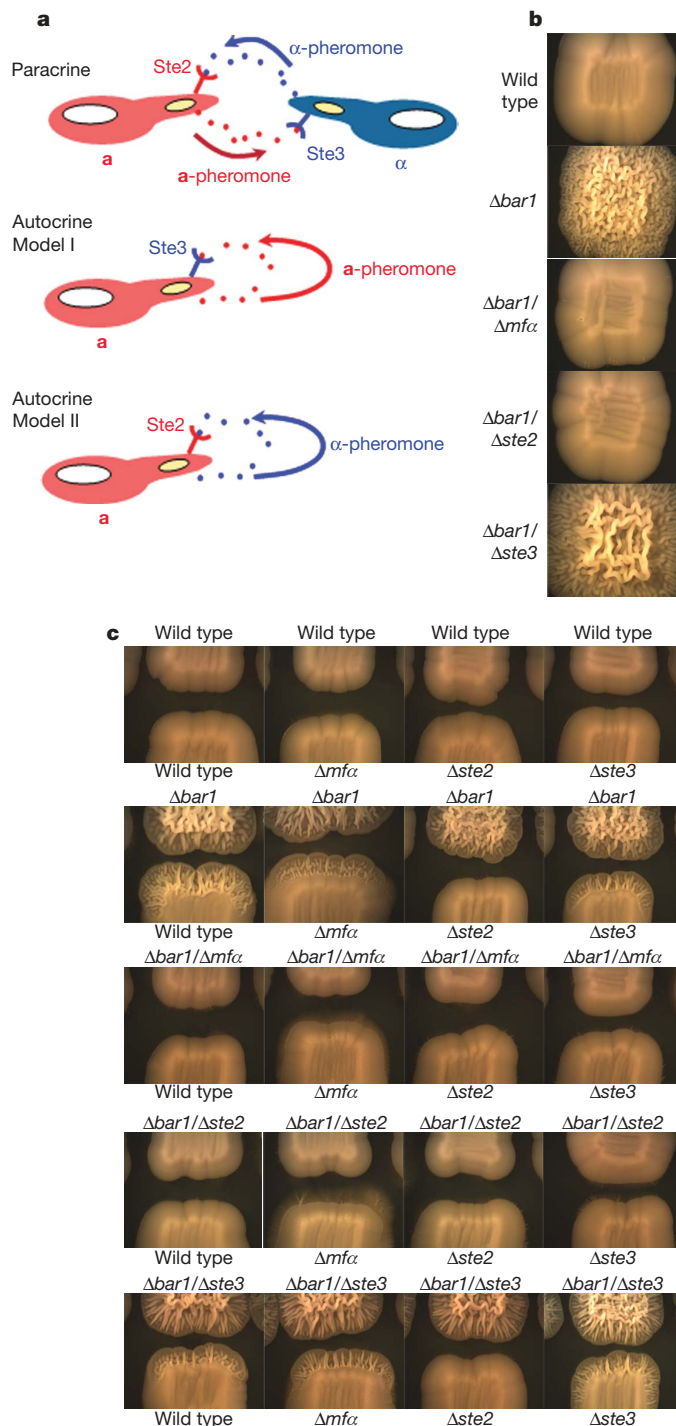 a
Paracrine
Ste2
α-pheromone
a
a-pheromone
Ste3
α
Autocrine
Model I
Ste3
a-pheromone
a
Autocrine
Model II
Ste2
α-pheromone
a
b
Wild
type
Δbar1
Δbar1/
Δmfα
Δbar1/
Δste2
Δbar1/
Δste3
c
Wild type Wild type Wild type Wild type
Wild type Δmfα Δste2 Δste3
Δbar1 Δbar1 Δbar1 Δbar1
Wild type Δmfα Δste2 Δste3
Δbar1/Δmfα Δbar1/Δmfα Δbar1/Δmfα Δbar1/Δmfα
Wild type Δmfα Δste2 Δste3
Δbar1/Δste2 Δbar1/Δste2 Δbar1/Δste2 Δbar1/Δste2
Wild type Δmfα Δste2 Δste3
Δbar1/Δste3 Δbar1/Δste3 Δbar1/Δste3 Δbar1/Δste3
Wild type Δmfα Δste2 Δste3